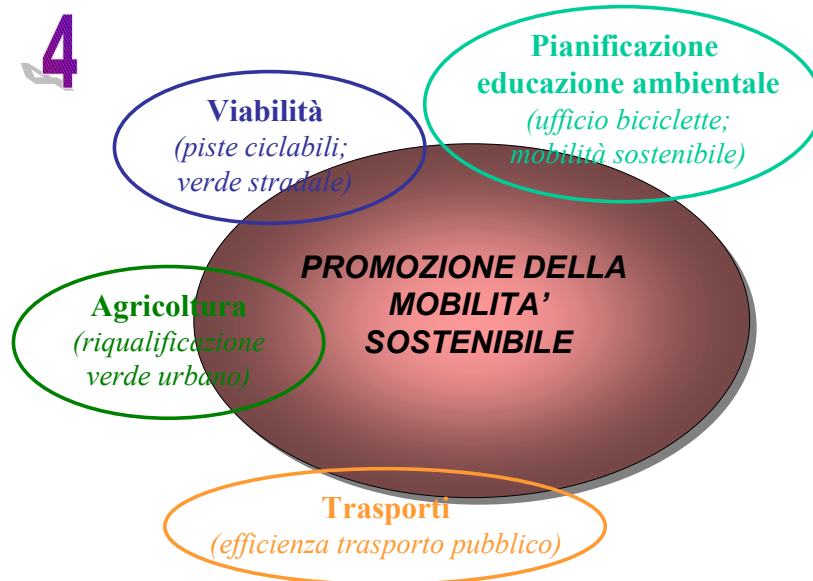 4
Pianificazione
educazione ambientale
(ufficio biciclette;
mobilità sostenibile)
Viabilità
(piste ciclabili;
verde stradale)
PROMOZIONE DELLA
MOBILITA’
SOSTENIBILE
Agricoltura
(riqualificazione
verde urbano)
Trasporti
(efficienza trasporto pubblico)